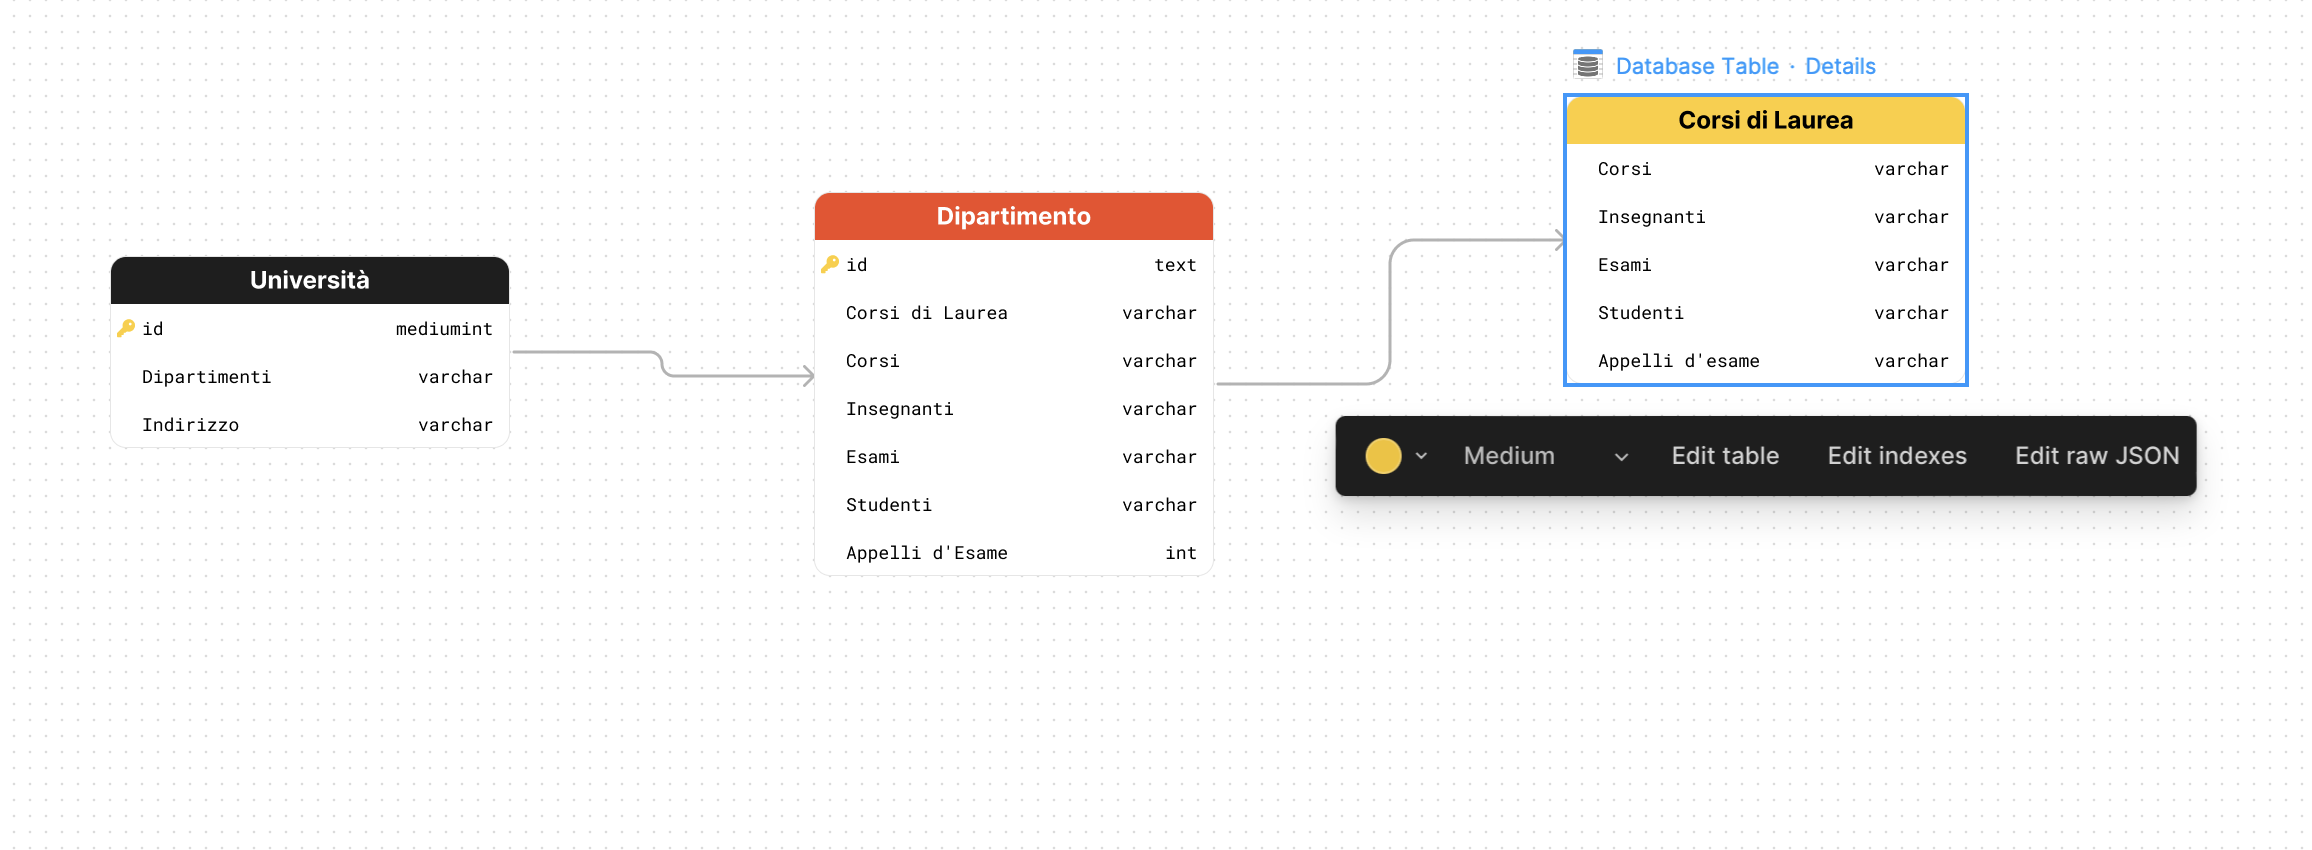 Database Table · Details
Corsi di Laurea
Corsi varchar
Insegnanti varchar
Esami varchar
Studenti varchar
Appelli d'esame varchar
Dipartimento
id text
Corsi di Laurea varchar
Corsi varchar
Insegnanti varchar
Esami varchar
Studenti varchar
Appelli d'Esame int
Università
id mediumint
Dipartimenti varchar
Indirizzo varchar
Medium Edit table Edit indexes Edit raw JSON